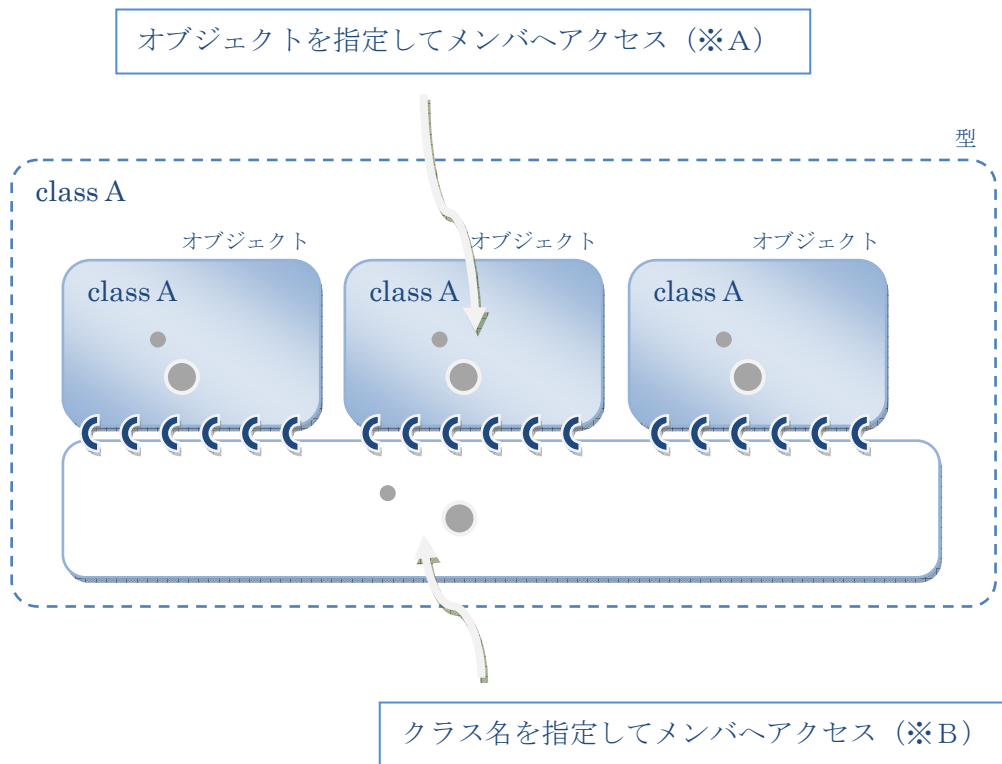 オブジェクトを指定してメンバへアクセス（※A）
型
class A
オブジェクト
オブジェクト
オブジェクト
class A
class A
class A
クラス名を指定してメンバへアクセス（※B）